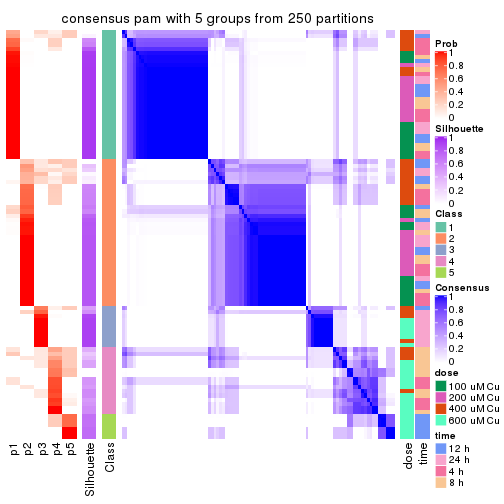 consensus pam with 5 groups from 250 partitions
Prob
1
0.8
0.6
0.4
0.2
0
Silhouette
1
0.8
0.6
0.4
0.2
0
Class
1
2
3
4
5
Consensus
1
0.8
0.6
0.4
0.2
0
dose
100 uM Cu
200 uM Cu
400 uM Cu
600 uM Cu
time
12 h
24 h
4 h
8 h
p1
p2
p3
p4
p5
Silhouette
Class
dose
time